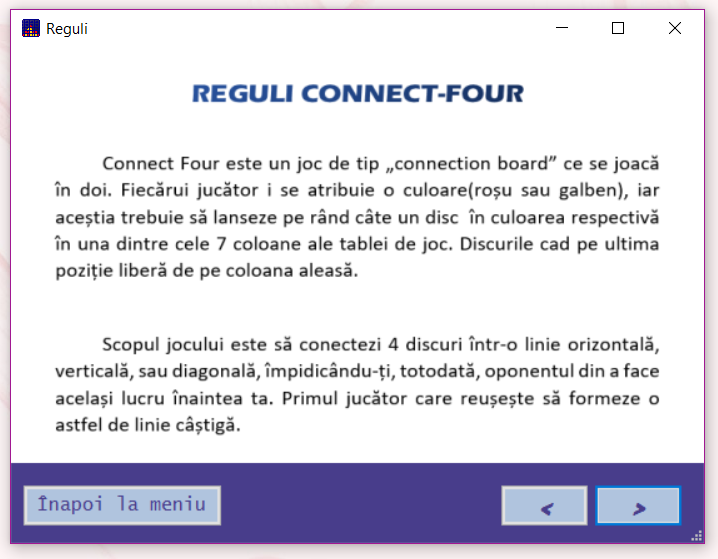 Reguli
REGULI CONNECT-FOUR
Connect Four este un joc de tip „connection board” ce se joacă
în doi. Fiecărui jucător i se atribuie o culoare(roșu sau galben), iar
aceștia trebuie să lanseze pe rând câte un disc în culoarea respectivă
în una dintre cele 7 coloane ale tablei de joc. Discurile cad pe ultima
poziție liberă de pe coloana aleasă.
Scopul jocului este să conectezi 4 discuri într-o linie orizontală,
verticală, sau diagonală, împidicându-ți, totodată, oponentul din a face
același lucru înaintea ta. Primul jucător care reușește să formeze o
astfel de linie câștigă.
Înapoi la meniu
< >